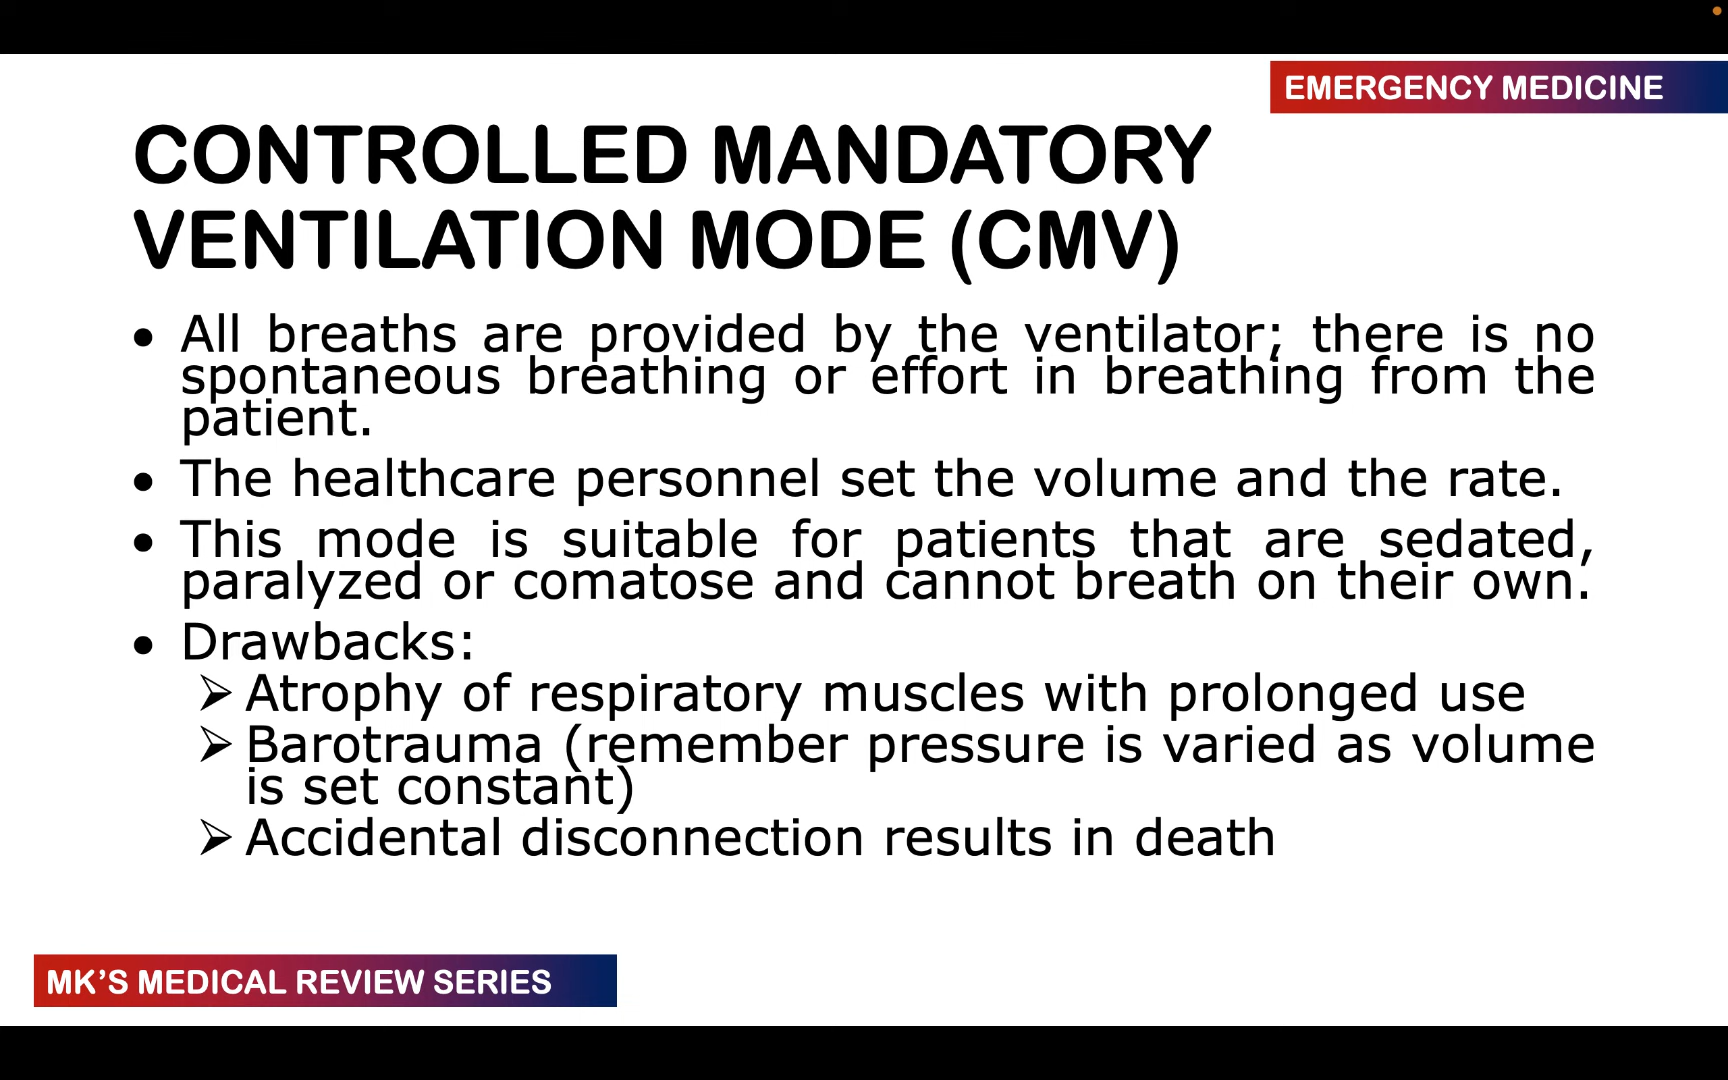 EMERGENCY MEDICINE
CONTROLLED MANDATORY
VENTILATION MODE (CMV)
• All breaths are provided by the ventilator; there is no
spontaneous breathing or effort in breathing from the
patient.
• The healthcare personnel set the volume and the rate.
• This mode is suitable for patients that are sedated,
paralyzed or comatose and cannot breath on their own.
• Drawbacks:
➢ Atrophy of respiratory muscles with prolonged use
➢ Barotrauma (remember pressure is varied as volume
is set constant)
➢ Accidental disconnection results in death
MK'S MEDICAL REVIEW SERIES